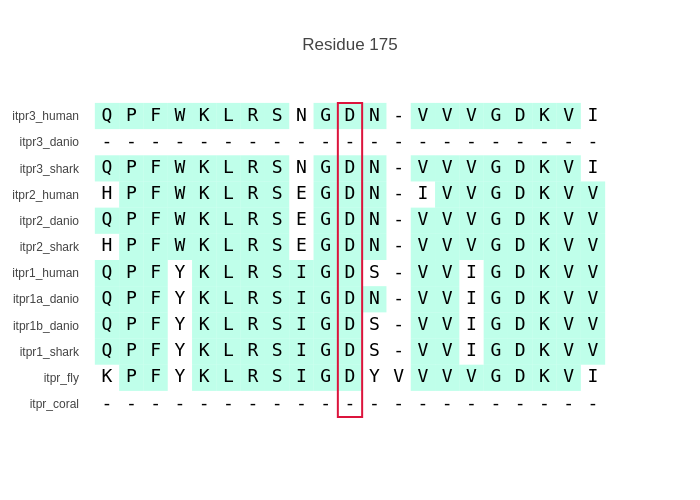 Residue 175
itpr3_human Q P F W K L R S N G D N - V V V G D K V I
itpr3_danio - - - - - - - - - - - - - - - - - - - - -
itpr3_shark Q P F W K L R S N G D N - V V V G D K V I
itpr2_human H P F W K L R S E G D N - I V V G D K V V
itpr2_danio Q P F W K L R S E G D N - V V V G D K V V
itpr2_shark H P F W K L R S E G D N - V V V G D K V V
itpr1_human Q P F Y K L R S I G D S - V V I G D K V V
itpr1a_danio Q P F Y K L R S I G D N - V V I G D K V V
itpr1b_danio Q P F Y K L R S I G D S - V V I G D K V V
itpr1_shark Q P F Y K L R S I G D S - V V I G D K V V
itpr_fly K P F Y K L R S I G D Y V V V V G D K V I
itpr_coral - - - - - - - - - - - - - - - - - - - - -